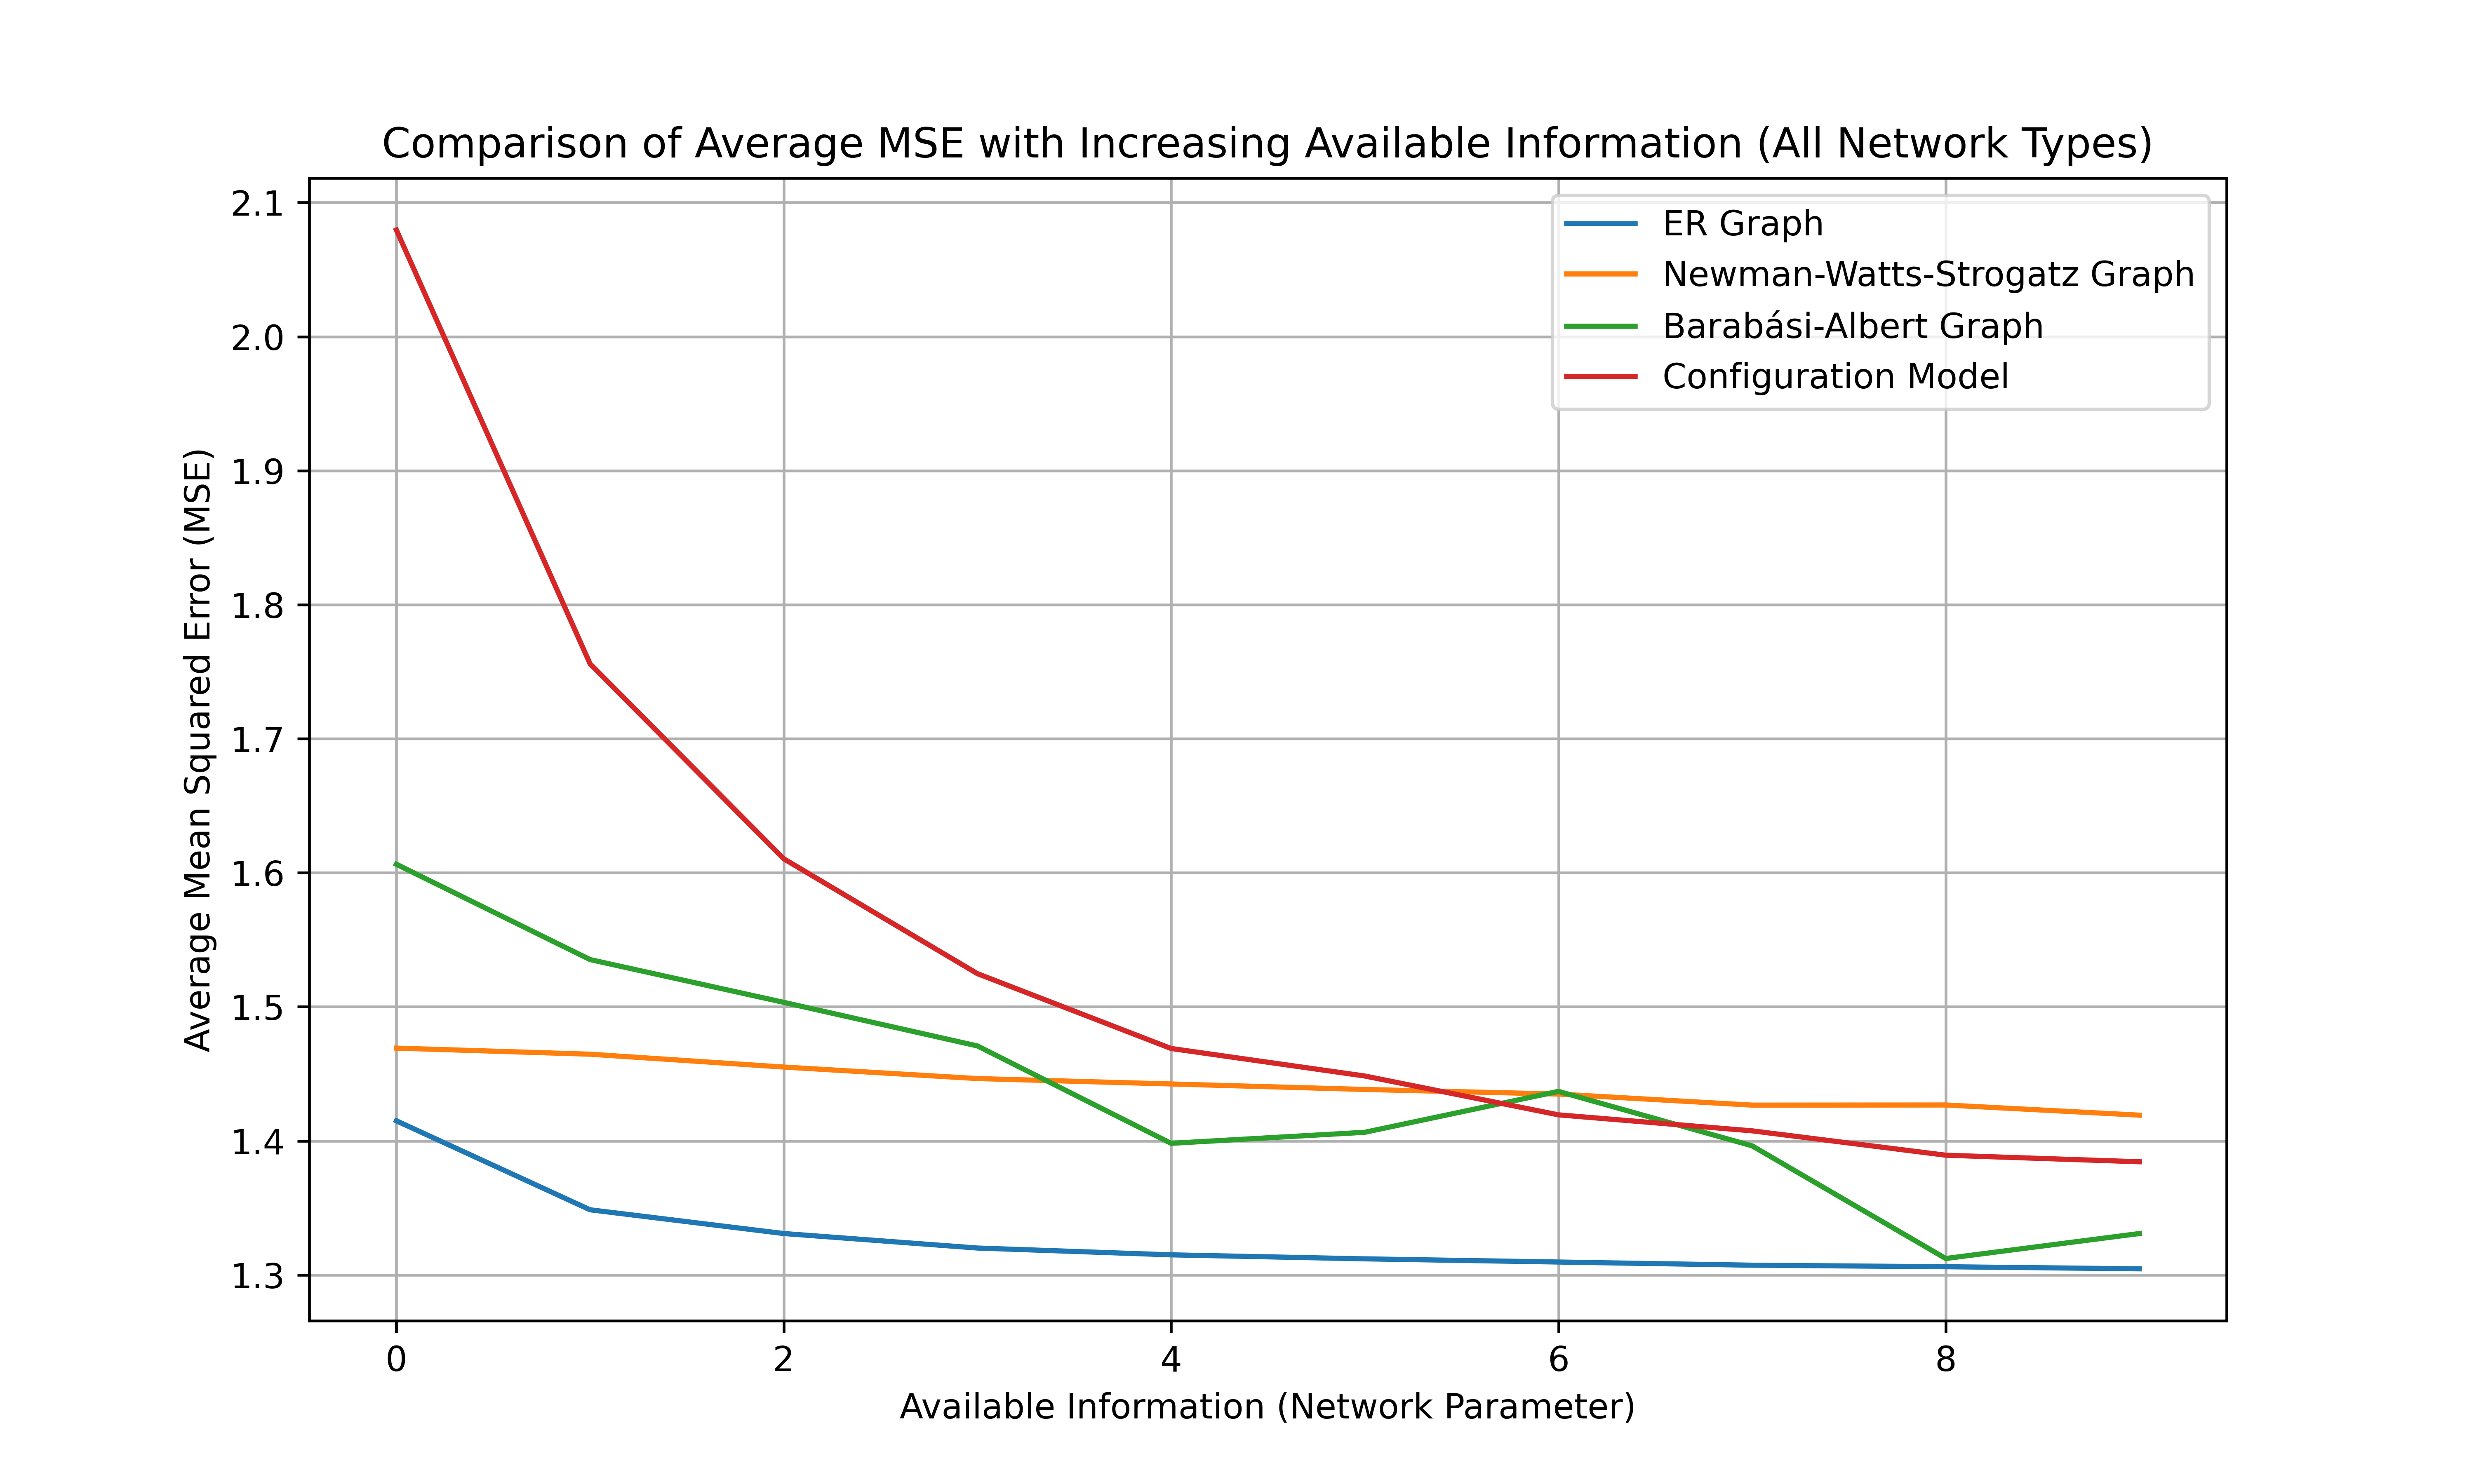 Comparison of Average MSE with Increasing Available Information (All Network Types)
ER Graph
Newman-Watts-Strogatz Graph
Barabási-Albert Graph
Configuration Model
Average Mean Squared Error (MSE)
2.1
2.0
1.9
1.8
1.7
1.6
1.5
1.4
1.3
0 2 4 6 8
Available Information (Network Parameter)